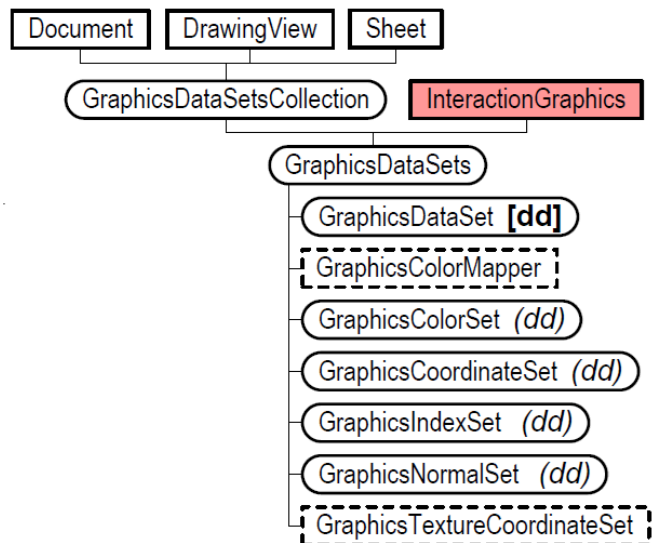 Document DrawingView Sheet
GraphicsDataSetsCollection InteractionGraphics
GraphicsDataSets
GraphicsDataSet [dd]
GraphicsColorMapper
GraphicsColorSet (dd)
GraphicsCoordinateSet (dd)
GraphicsIndexSet (dd)
GraphicsNormalSet (dd)
GraphicsTextureCoordinateSet